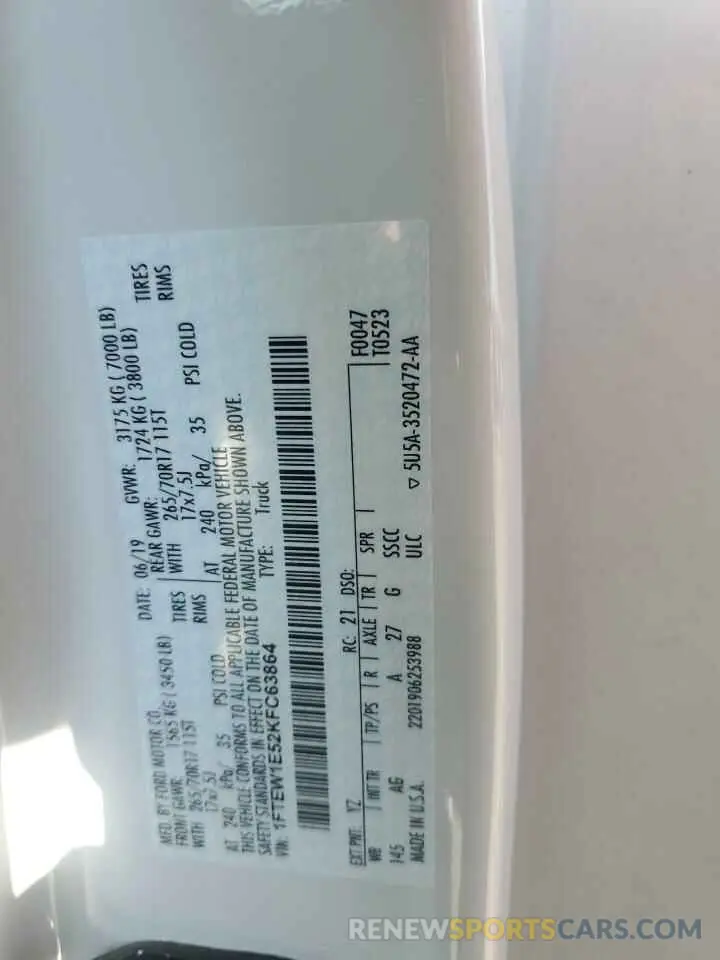 MFD. BY FORD MOTOR CO. DATE: 06/19 GVWR: 3175 KG ( 7000 LB)
FRONT GAWR: 1565 KG ( 3450 LB) REAR GAWR: 1724 KG ( 3800 LB)
WITH 265/70R17 115T TIRES WITH 265/70R17 115T TIRES
17x7.5J RIMS 17x7.5J RIMS
AT 240 kPa/ 35 PSI COLD AT 240 kPa/ 35 PSI COLD
THIS VEHICLE CONFORMS TO ALL APPLICABLE FEDERAL MOTOR VEHICLE
SAFETY STANDARDS IN EFFECT ON THE DATE OF MANUFACTURE SHOWN ABOVE.
VIN: 1FTEW1E52KFC63864 TYPE: Truck
EXT PNT: YZ RC: 21 DSO: F0047
WB INT TR TP/PS R AXLE TR SPR T0523
145 AG A 27 G SSCC
MADE IN U.S.A. 2201906253988 ULC ▽ 5U5A-3520472-AA
RENEWSPORTSCARS.COM